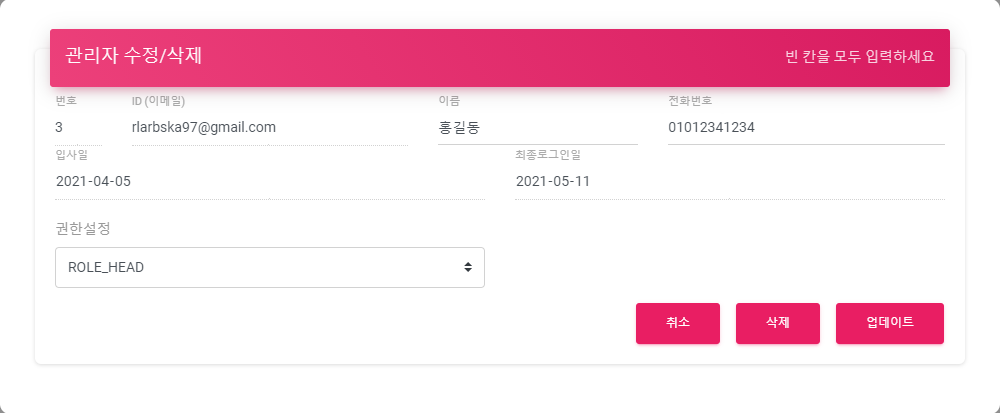 관리자 수정/삭제 빈 칸을 모두 입력하세요
번호 ID (이메일) 이름 전화번호
3 rlarbska97@gmail.com 홍길동 01012341234
입사일 최종로그인일
2021-04-05 2021-05-11
권한설정
ROLE_HEAD
취소 삭제 업데이트